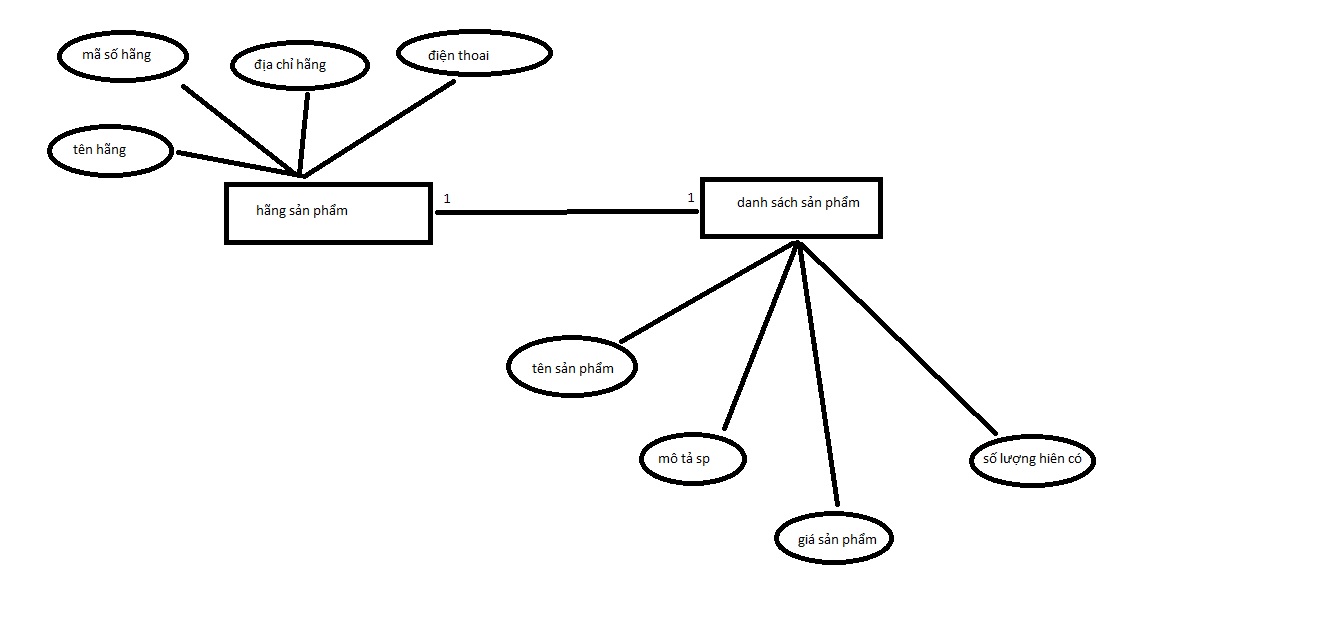 mã số hãng
địa chỉ hãng
điện thoai
tên hãng
hãng sản phẩm
1
1
danh sách sản phẩm
tên sản phẩm
mô tả sp
số lượng hiên có
giá sản phẩm